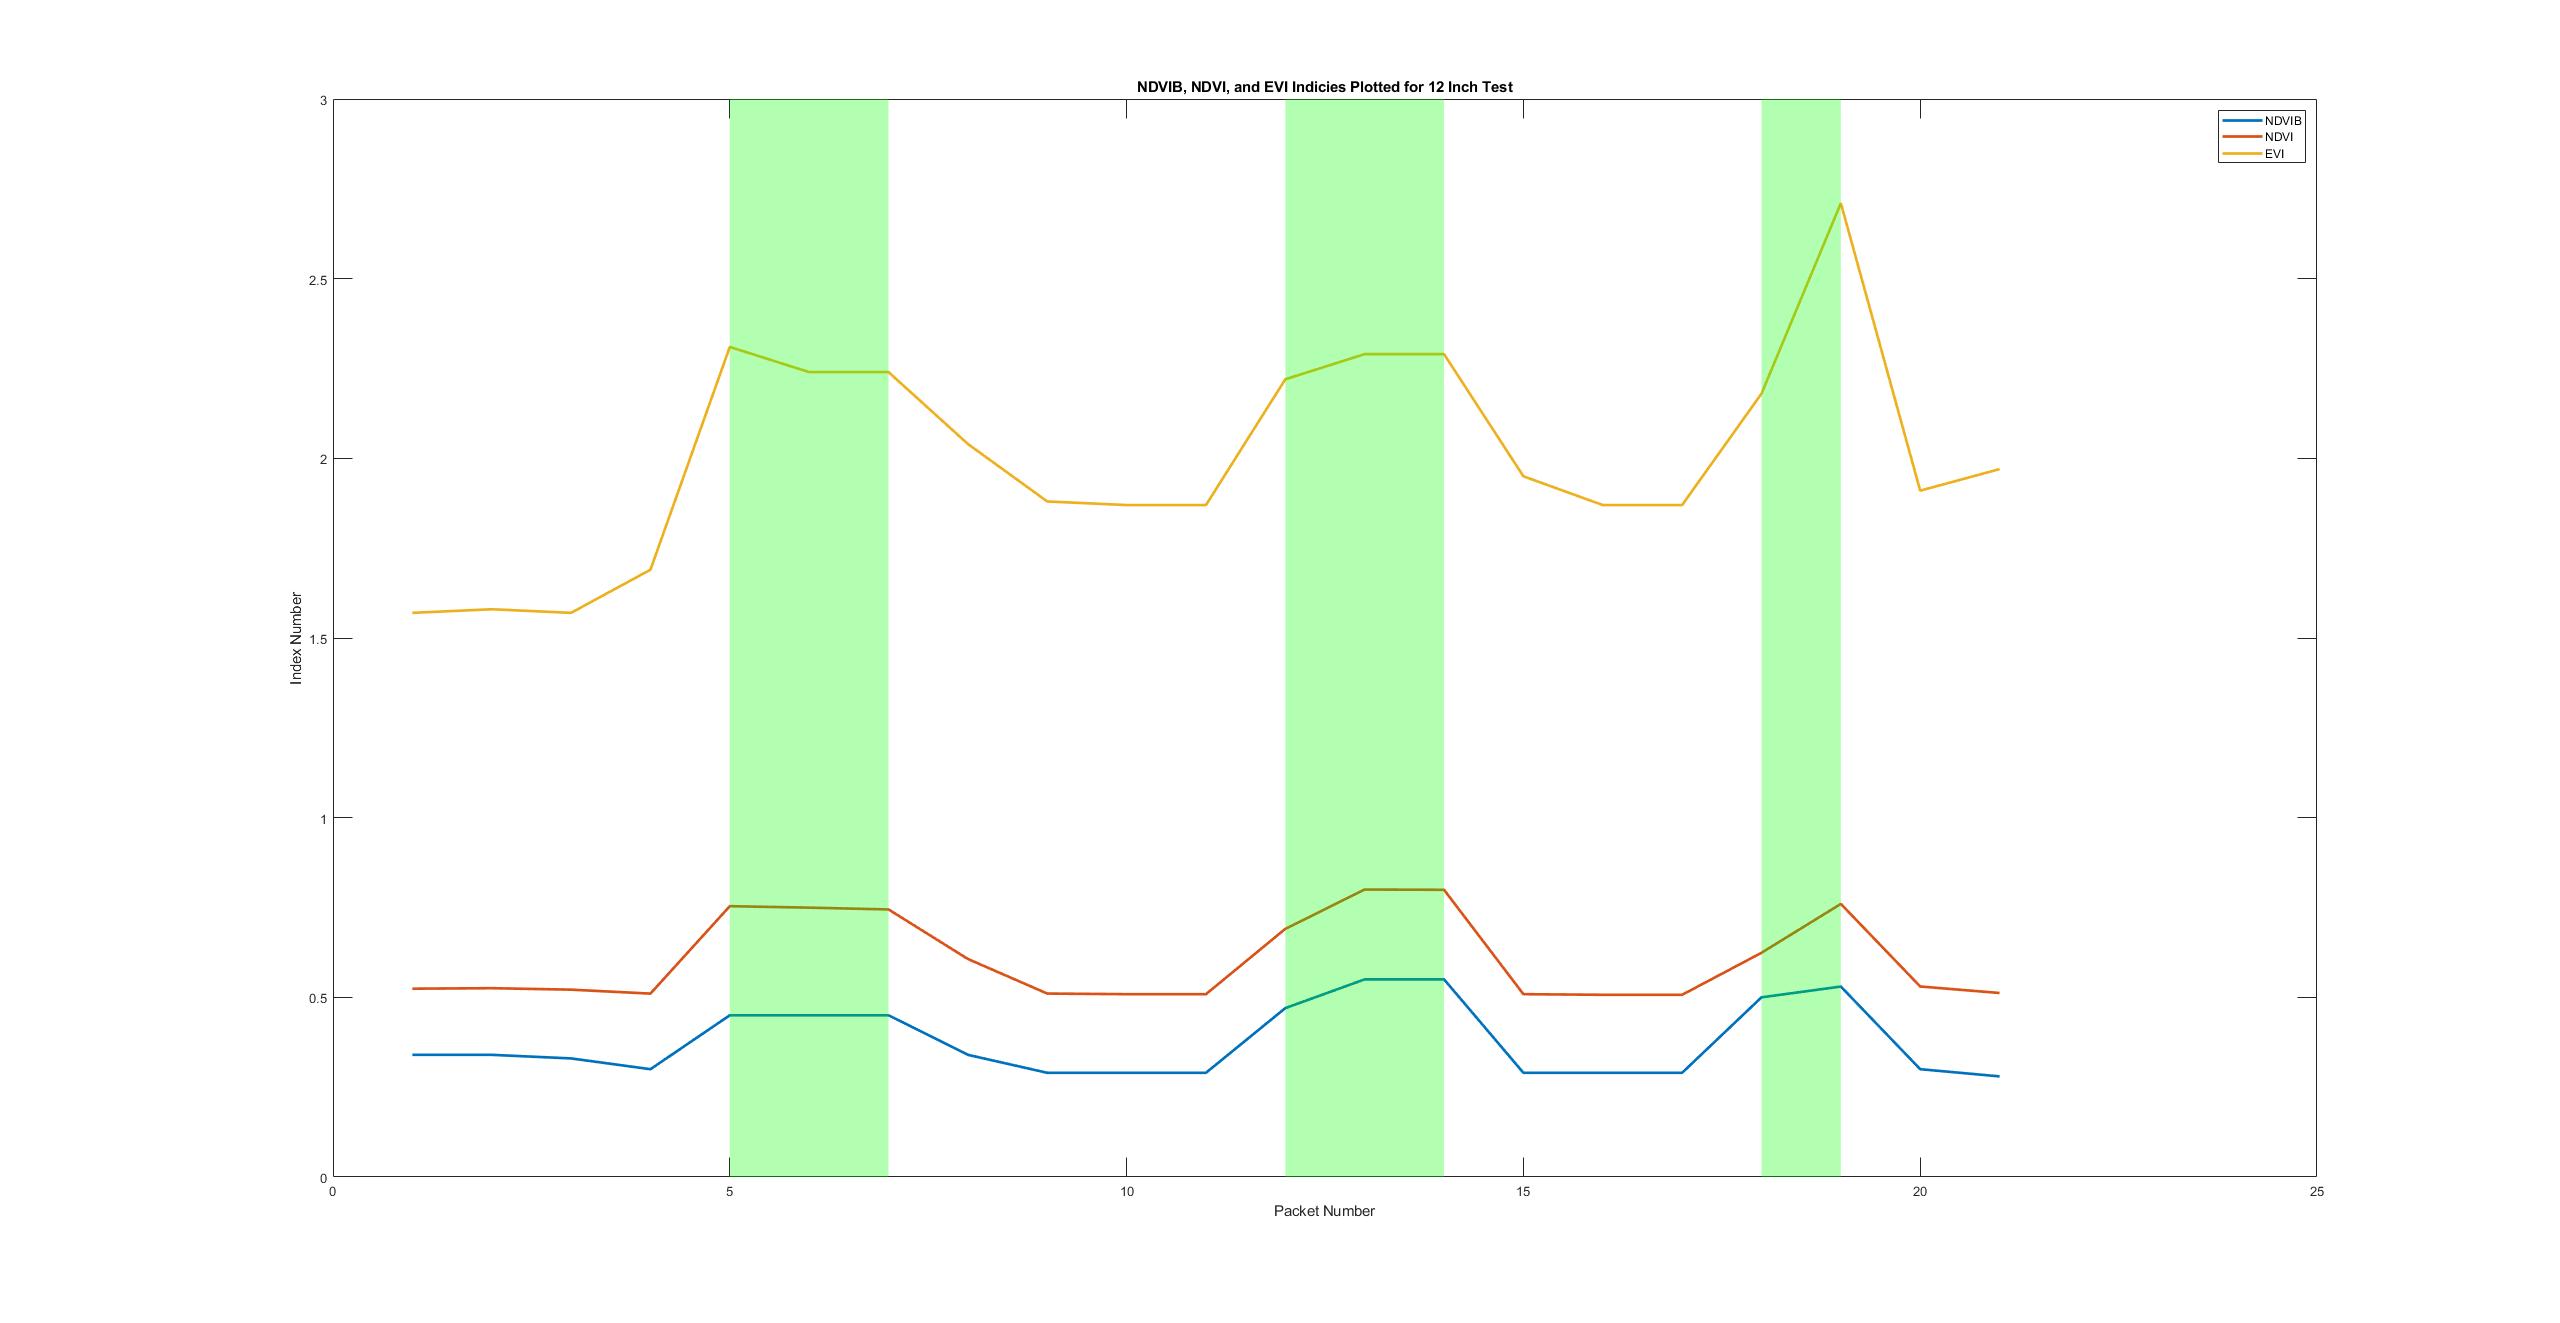 NDVIB, NDVI, and EVI Indicies Plotted for 12 Inch Test
NDVIB
NDVI
EVI
Index Number
3
2.5
2
1.5
1
0.5
0
0 5 10 15 20 25
Packet Number